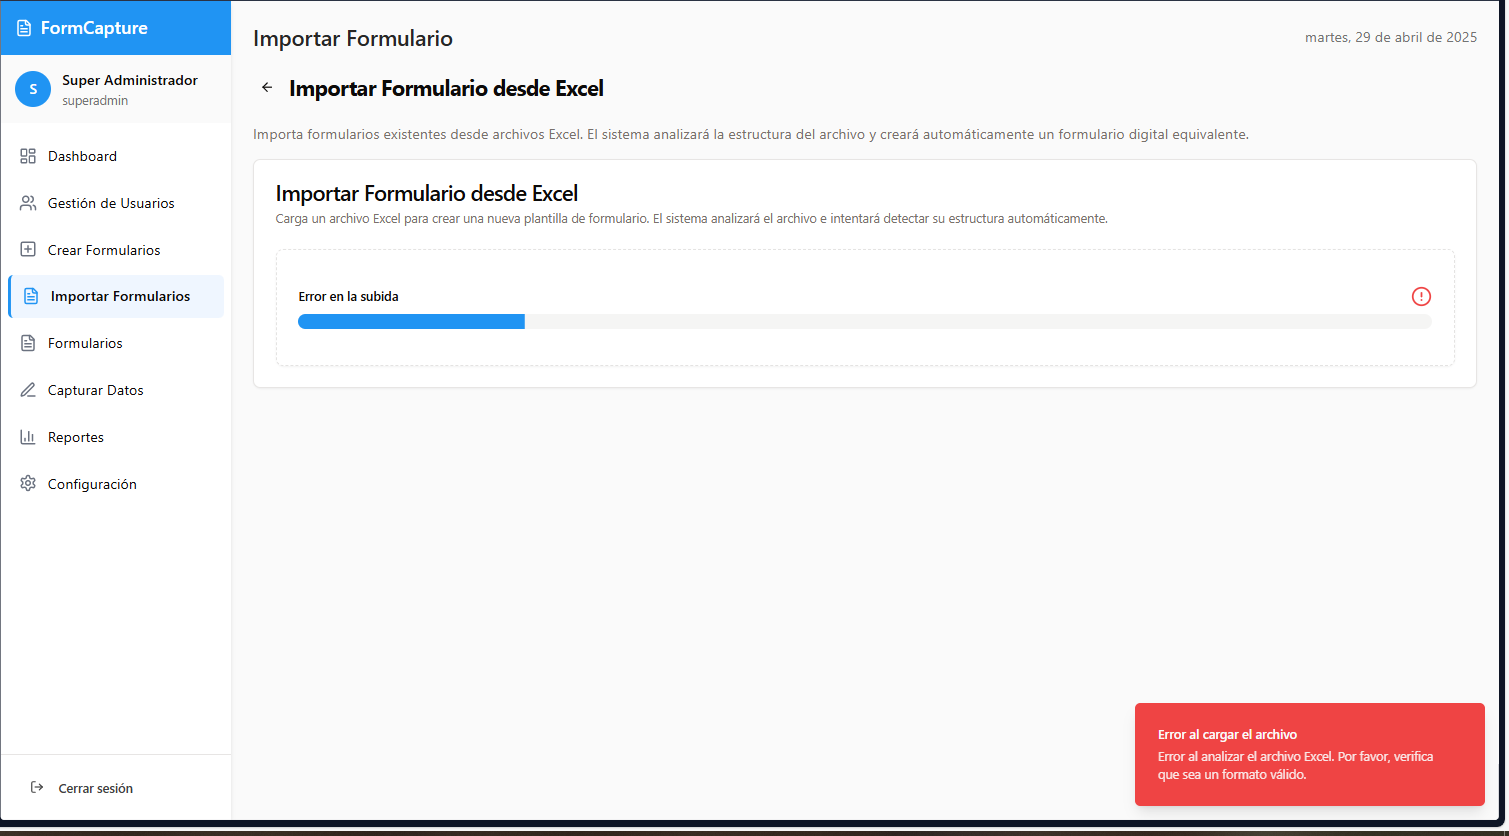 FormCapture
S
Super Administrador
superadmin
Dashboard
Gestión de Usuarios
Crear Formularios
Importar Formularios
Formularios
Capturar Datos
Reportes
Configuración
Cerrar sesión
Importar Formulario
martes, 29 de abril de 2025
Importar Formulario desde Excel
Importa formularios existentes desde archivos Excel. El sistema analizará la estructura del archivo y creará automáticamente un formulario digital equivalente.
Importar Formulario desde Excel
Carga un archivo Excel para crear una nueva plantilla de formulario. El sistema analizará el archivo e intentará detectar su estructura automáticamente.
Error en la subida
Error al cargar el archivo
Error al analizar el archivo Excel. Por favor, verifica
que sea un formato válido.